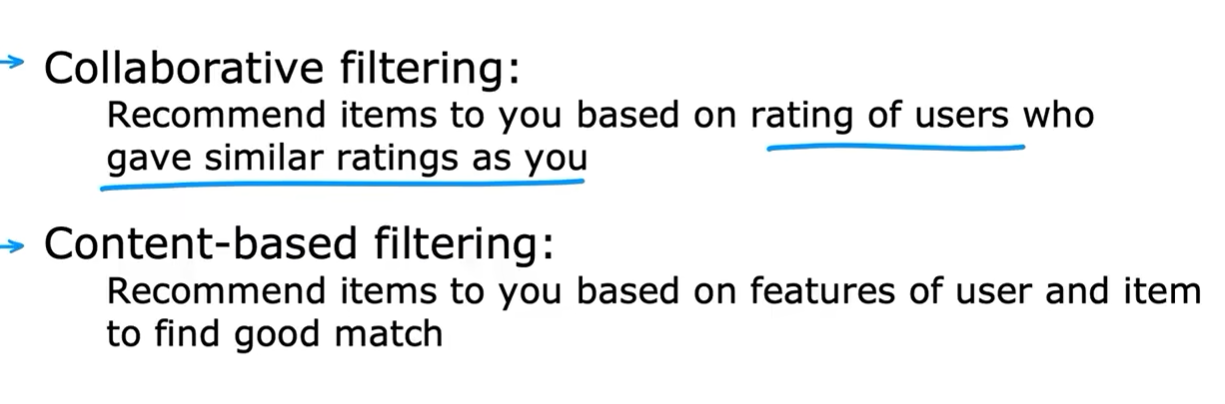 Collaborative filtering:
Recommend items to you based on rating of users who
gave similar ratings as you
Content-based filtering:
Recommend items to you based on features of user and item
to find good match